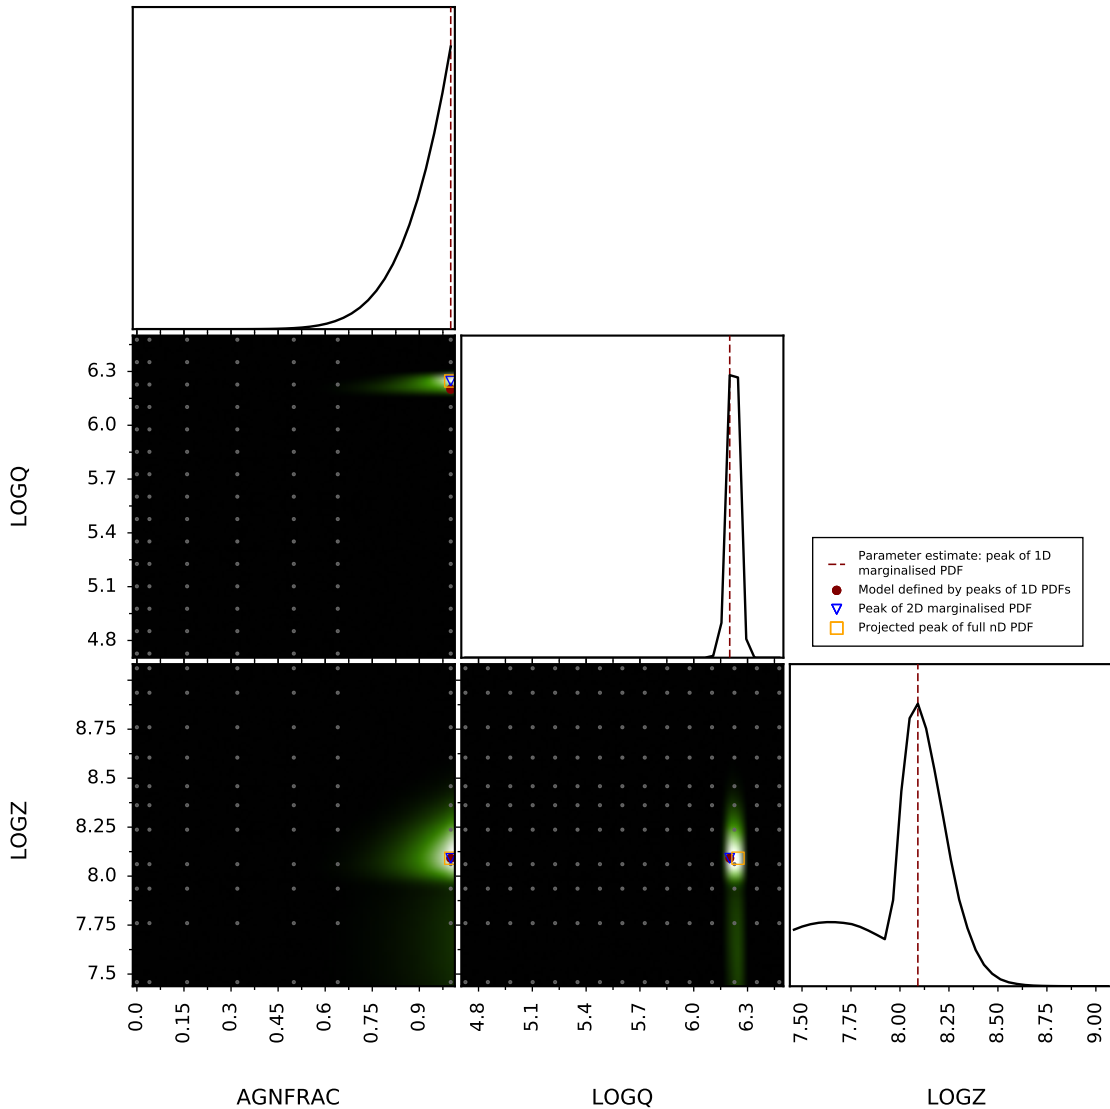 6.3
6.0
5.7
5.4
5.1
4.8
LOGQ
Parameter estimate: peak of 1D
marginalised PDF
Model defined by peaks of 1D PDFs
Peak of 2D marginalised PDF
Projected peak of full nD PDF
8.75
8.5
8.25
8.0
7.75
7.5
LOGZ
0.0 0.15 0.3 0.45 0.6 0.75 0.9
4.8 5.1 5.4 5.7 6.0 6.3
7.50 7.75 8.00 8.25 8.50 8.75 9.00
AGNFRAC
LOGQ
LOGZ